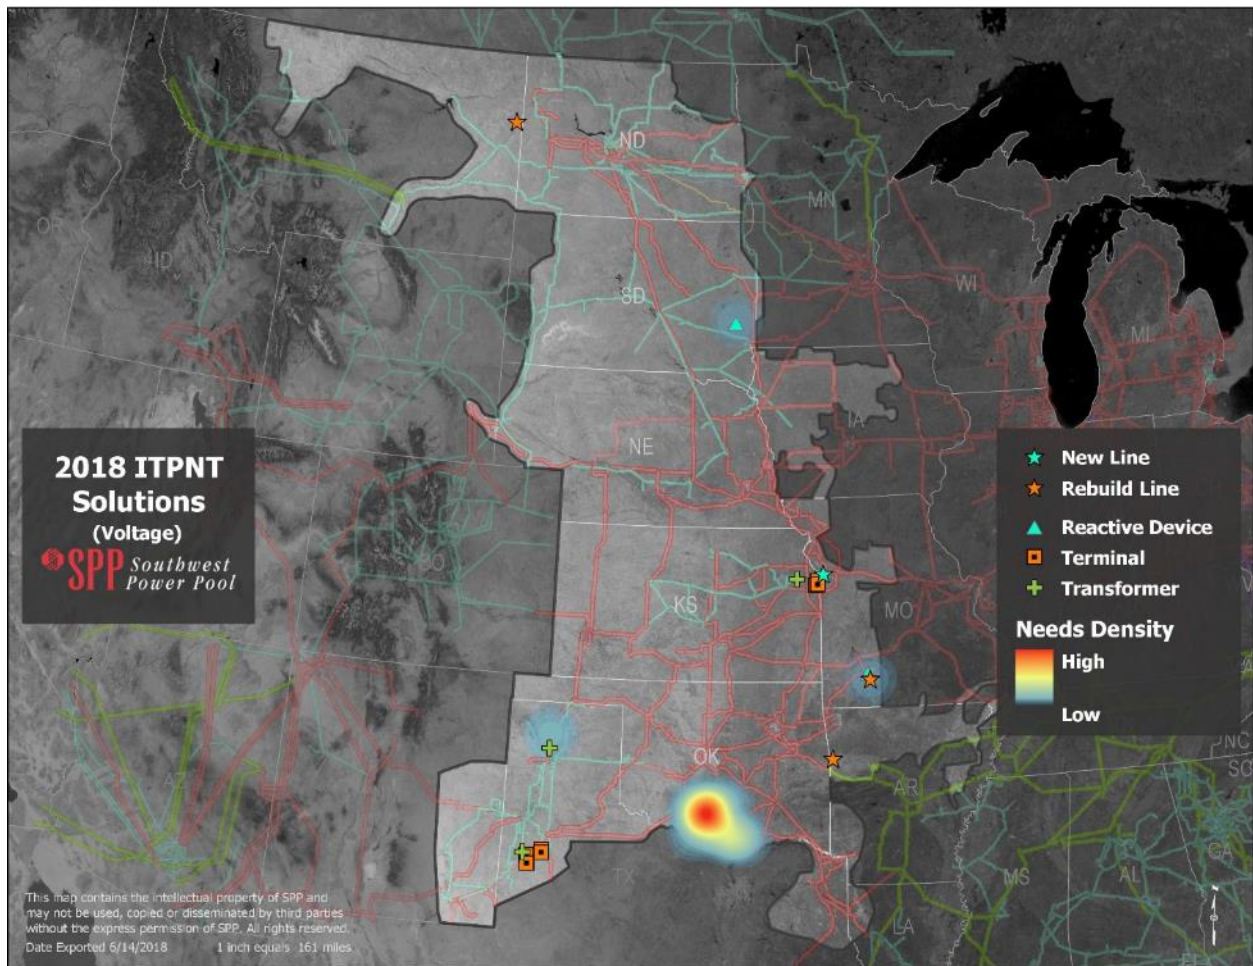 MT
ND
MN
OR
ID
SD
WI
MI
NE
IA
2018 ITPNT
Solutions
(Voltage)
SPP Southwest
Power Pool
New Line
Rebuild Line
Reactive Device
Terminal
Transformer
Needs Density
High
Low
CO
KS
MO
OK
NC
SC
AZ
AR
TX
MS
AL
GA
LA
This map contains the intellectual property of SPP and
may not be used, copied or disseminated by third parties
without the express permission of SPP. All rights reserved.
Date Exported 6/14/2018 1 inch equals 161 miles